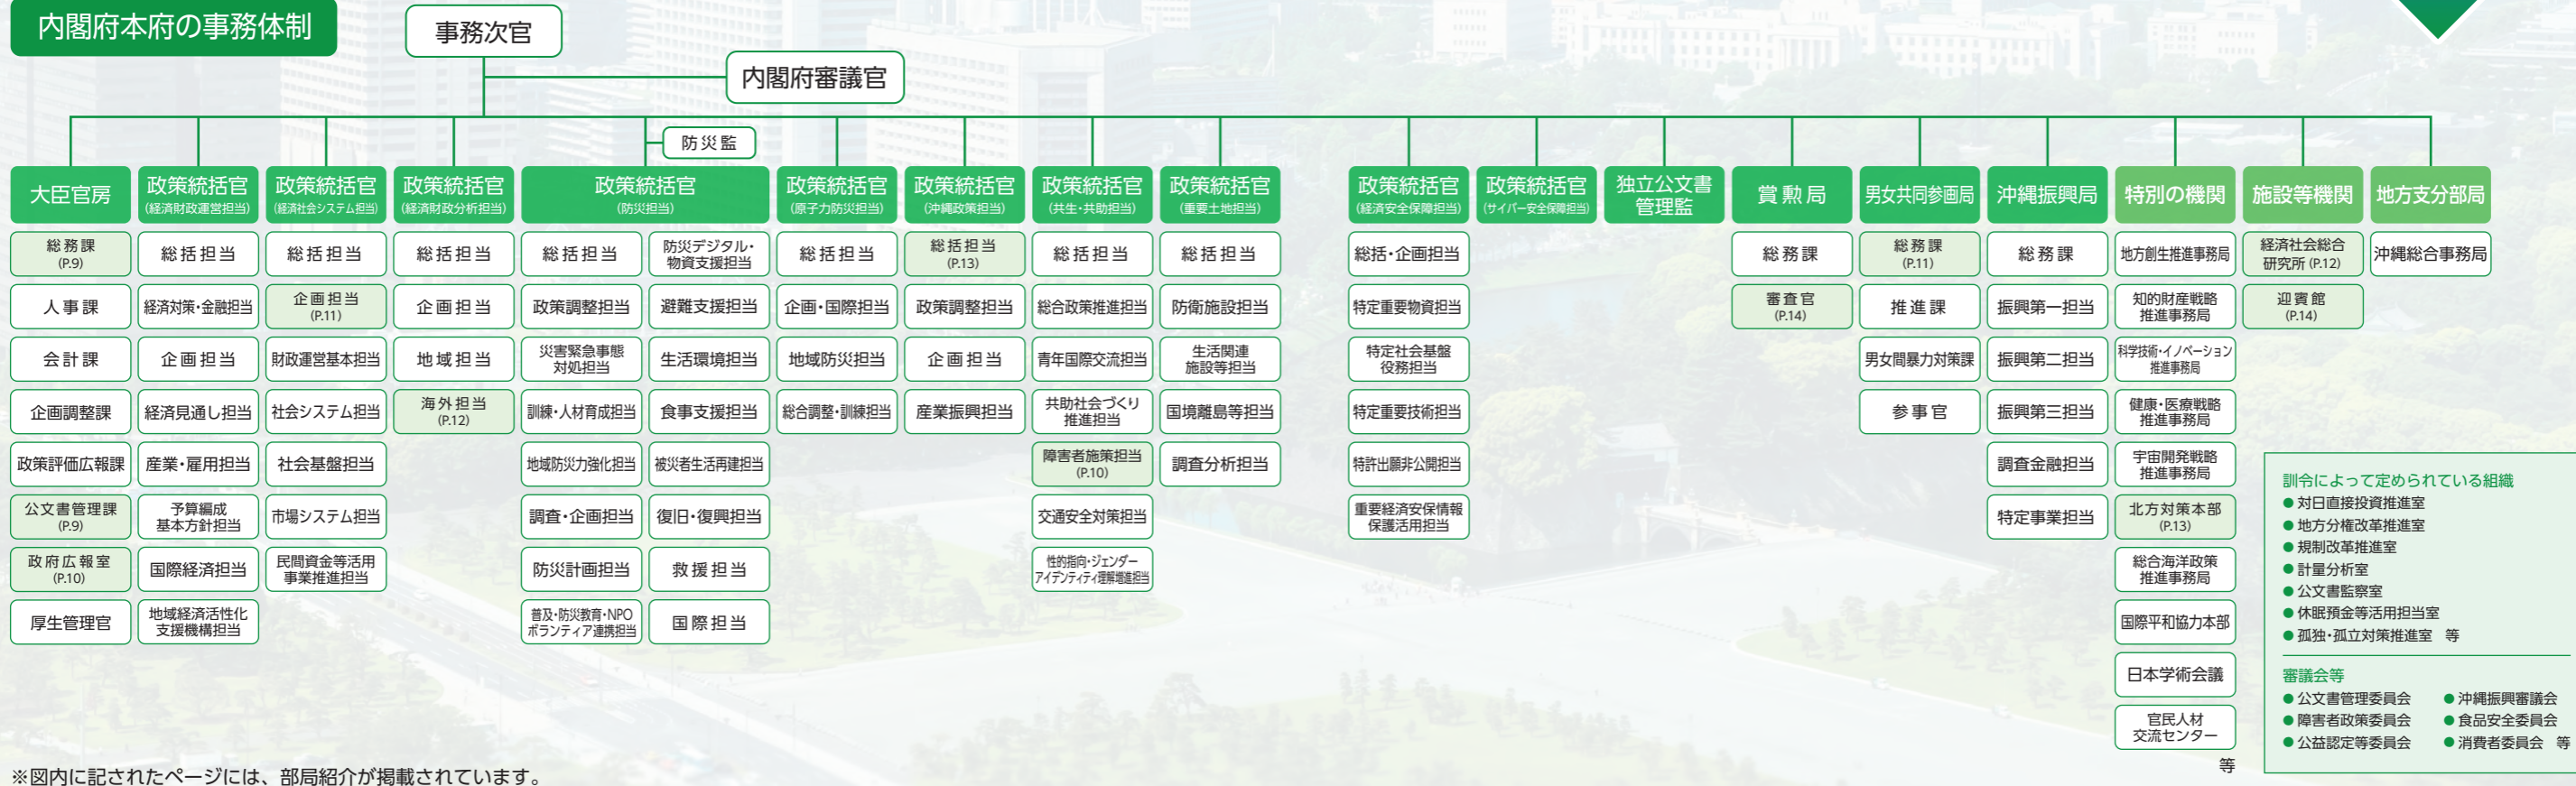 内閣府本府の事務体制
事務次官
内閣府審議官
防災監
大臣官房
総務課
(P.9)
人事課
会計課
企画調整課
政策評価広報課
公文書管理課
(P.9)
政府広報室
(P.10)
厚生管理官
政策統括官
(経済財政運営担当)
総括担当
経済対策・金融担当
企画担当
経済見通し担当
産業・雇用担当
予算編成
基本方針担当
国際経済担当
地域経済活性化
支援機構担当
政策統括官
(経済社会システム担当)
総括担当
企画担当
(P.11)
財政運営基本担当
社会システム担当
社会基盤担当
市場システム担当
民間資金等活用
事業推進担当
政策統括官
(経済財政分析担当)
総括担当
企画担当
地域担当
海外担当
(P.12)
政策統括官
(防災担当)
総括担当
政策調整担当
災害緊急事態
対処担当
訓練・人材育成担当
地域防災力強化担当
調査・企画担当
防災計画担当
普及・防災教育・NPO
ボランティア連携担当
防災デジタル・
物資支援担当
避難支援担当
生活環境担当
食事支援担当
被災者生活再建担当
復旧・復興担当
救援担当
国際担当
政策統括官
(原子力防災担当)
総括担当
企画・国際担当
地域防災担当
総合調整・訓練担当
政策統括官
(沖縄政策担当)
総括担当
(P.13)
政策調整担当
企画担当
産業振興担当
政策統括官
(共生・共助担当)
総括担当
総合政策推進担当
青年国際交流担当
共助社会づくり
推進担当
障害者施策担当
(P.10)
交通安全対策担当
性的指向・ジェンダー
アイデンティティ理解増進担当
政策統括官
(重要土地担当)
総括担当
防衛施設担当
生活関連
施設等担当
国境離島等担当
調査分析担当
政策統括官
(経済安全保障担当)
総括・企画担当
特定重要物資担当
特定社会基盤
役務担当
特定重要技術担当
特許出願非公開担当
重要経済安保情報
保護活用担当
政策統括官
(サイバー安全保障担当)
独立公文書
管理監
賞勲局
総務課
審査官
(P.14)
男女共同参画局
総務課
(P.11)
推進課
男女間暴力対策課
参事官
沖縄振興局
総務課
振興第一担当
振興第二担当
振興第三担当
調査金融担当
特定事業担当
特別の機関
地方創生推進事務局
知的財産戦略
推進事務局
科学技術・イノベーション
推進事務局
健康・医療戦略
推進事務局
宇宙開発戦略
推進事務局
北方対策本部
(P.13)
総合海洋政策
推進事務局
国際平和協力本部
日本学術会議
官民人材
交流センター
等
施設等機関
経済社会総合
研究所 (P.12)
迎賓館
(P.14)
地方支分部局
沖縄総合事務局
訓令によって定められている組織
●対日直接投資推進室
●地方分権改革推進室
●規制改革推進室
●計量分析室
●公文書監察室
●休眠預金等活用担当室
●孤独・孤立対策推進室　等
審議会等
●公文書管理委員会　●沖縄振興審議会
●障害者政策委員会　●食品安全委員会
●公益認定等委員会　●消費者委員会　等
※図内に記されたページには、部局紹介が掲載されています。